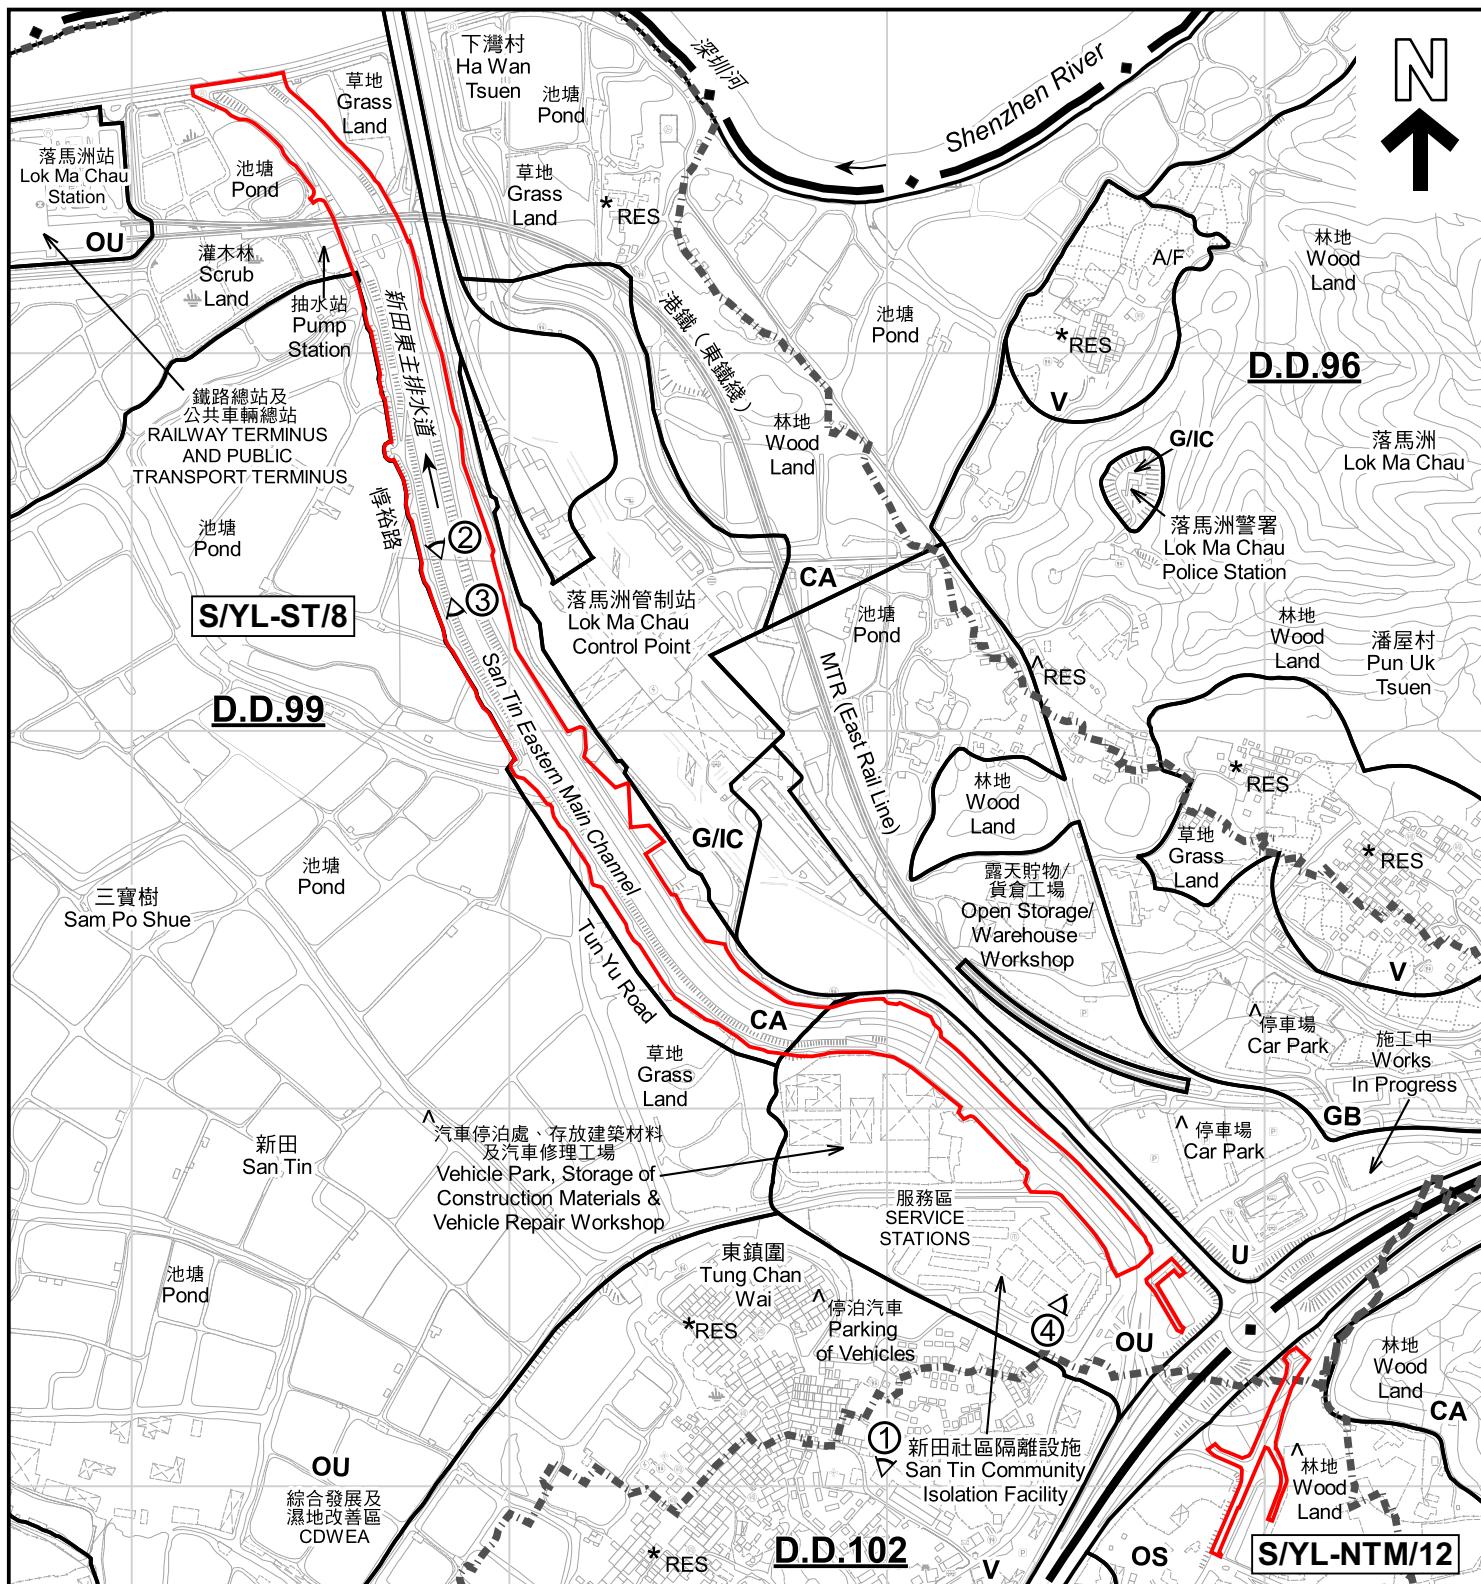 下灣村
Ha Wan
Tsuen
深圳河
Shenzhen River
N
草地
Grass
Land
池塘
Pond
落馬洲站
Lok Ma Chau
Station
池塘
Pond
草地
Grass
Land
*RES
OU
灌木林
Scrub
Land
抽水站
Pump
Station
新田東主排水道
港鐵（東鐵綫）
池塘
Pond
A/F
林地
Wood
Land
*RES
D.D.96
V
鐵路總站及
公共車輛總站
RAILWAY TERMINUS
AND PUBLIC
TRANSPORT TERMINUS
林地
Wood
Land
G/IC
落馬洲
Lok Ma Chau
惇裕路
池塘
Pond
②
落馬洲警署
Lok Ma Chau
Police Station
CA
S/YL-ST/8
③
落馬洲管制站
Lok Ma Chau
Control Point
池塘
Pond
林地
Wood
Land
潘屋村
Pun Uk
Tsuen
^RES
D.D.99
San Tin Eastern Main Channel
MTR (East Rail Line)
林地
Wood
Land
*RES
G/IC
草地
Grass
Land
*RES
池塘
Pond
三寶樹
Sam Po Shue
露天貯物/
貨倉工場
Open Storage/
Warehouse
Workshop
Tun Yu Road
V
CA
^停車場
Car Park
施工中
Works
In Progress
草地
Grass
Land
GB
^汽車停泊處、存放建築材料
及汽車修理工場
Vehicle Park, Storage of
Construction Materials &
Vehicle Repair Workshop
^停車場
Car Park
新田
San Tin
服務區
SERVICE
STATIONS
東鎮圍
Tung Chan
Wai
U
池塘
Pond
^停泊汽車
Parking
of Vehicles
*RES
④
OU
林地
Wood
Land
CA
①
新田社區隔離設施
San Tin Community
Isolation Facility
^林地
Wood
Land
OU
綜合發展及
濕地改善區
CDWEA
*RES
D.D.102
V
OS
S/YL-NTM/12